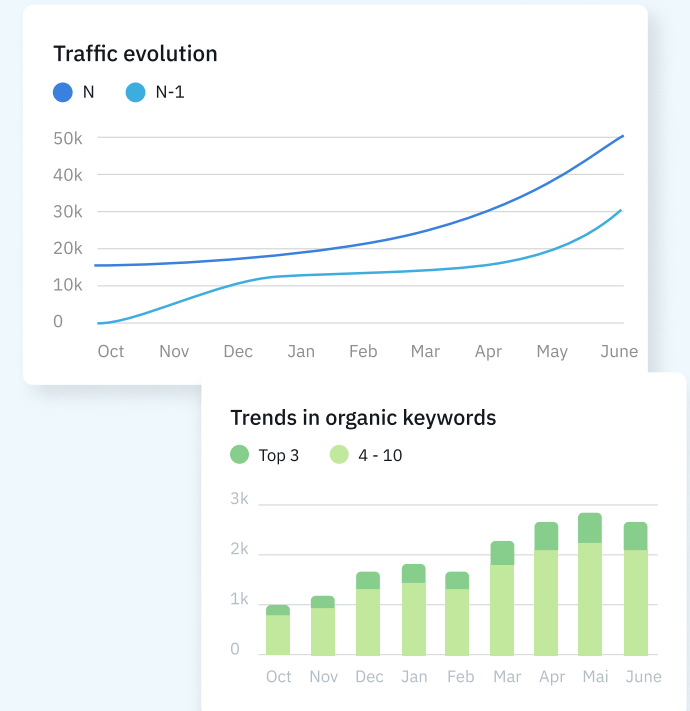 Traffic evolution
N N-1
50k
40k
30k
20k
10k
0
Oct Nov Dec Jan Feb Mar Apr May June
Trends in organic keywords
Top 3 4 - 10
3k
2k
1k
0
Oct Nov Dec Jan Feb Mar Apr Mai June